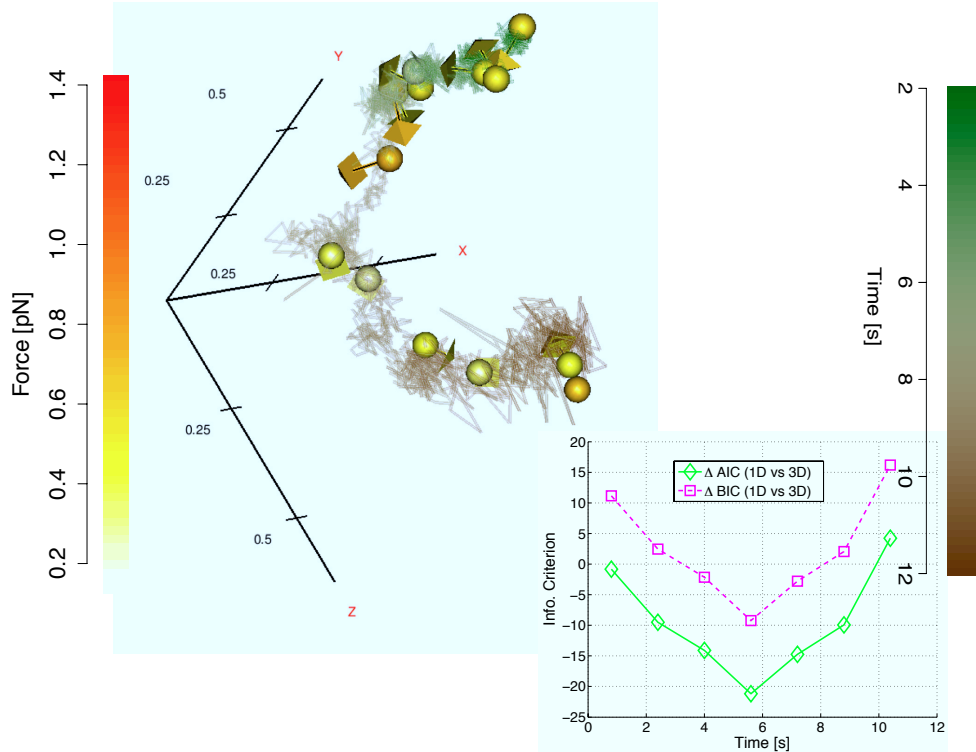 Y
0.5
0.25
0.25
X
0.25
0.5
Z
Force [pN]
1.4
1.2
1.0
0.8
0.6
0.4
0.2
Time [s]
2
4
6
8
10
12
Δ AIC (1D vs 3D)
Δ BIC (1D vs 3D)
Info. Criterion
20
15
10
5
0
−5
−10
−15
−20
−25
0 2 4 6 8 10 12
Time [s]